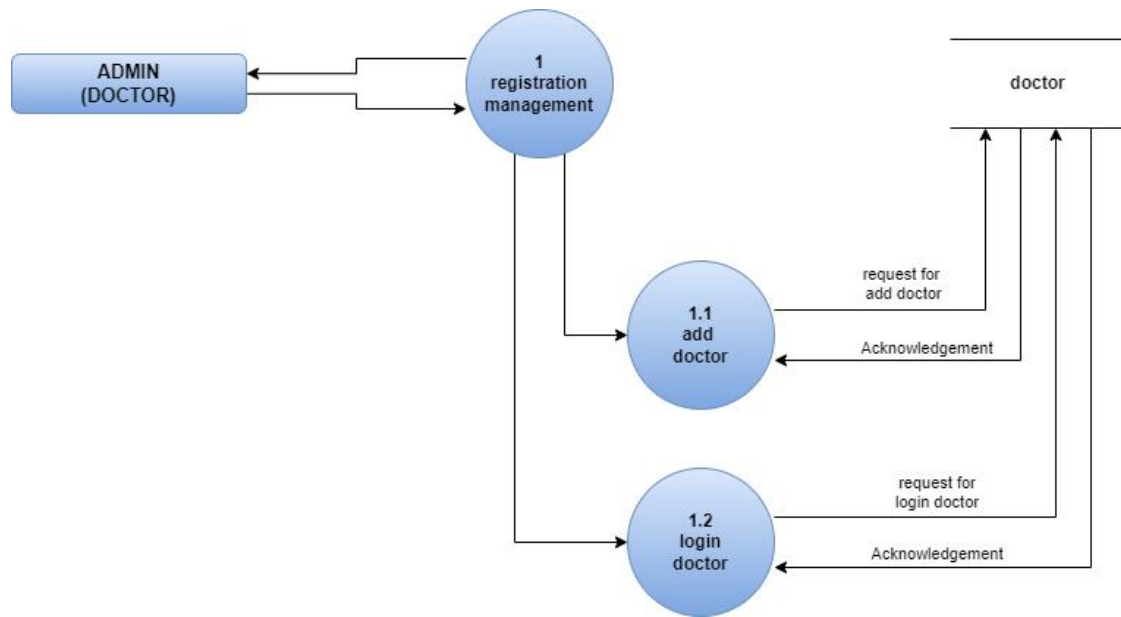 ADMIN
(DOCTOR)
1
registration
management
doctor
request for
add doctor
1.1
add
doctor
Acknowledgement
request for
login doctor
1.2
login
doctor
Acknowledgement